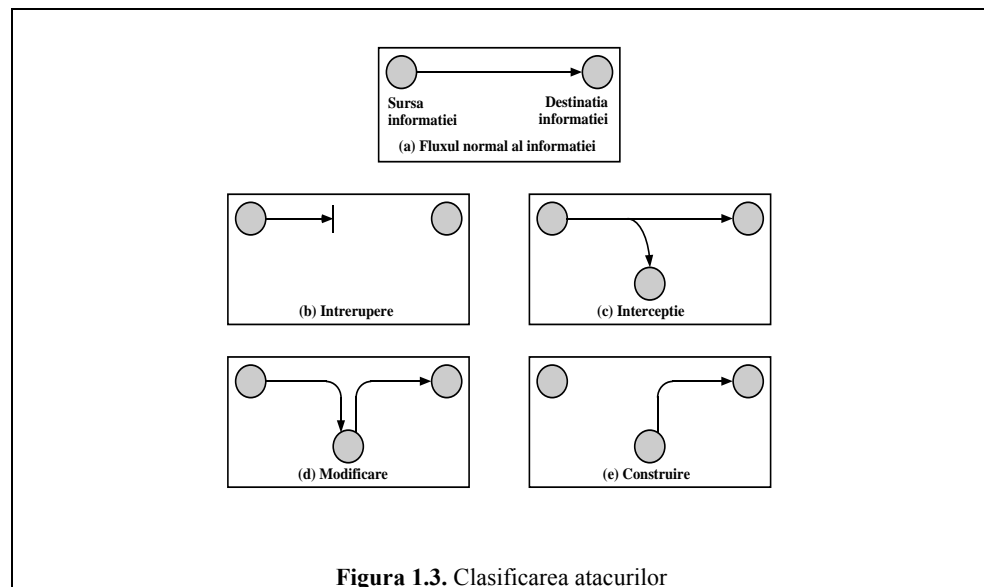 Sursa
informatiei
Destinatia
informatiei
(a) Fluxul normal al informatiei
(b) Intrerupere
(c) Interceptie
(d) Modificare
(e) Construire
Figura 1.3. Clasificarea atacurilor